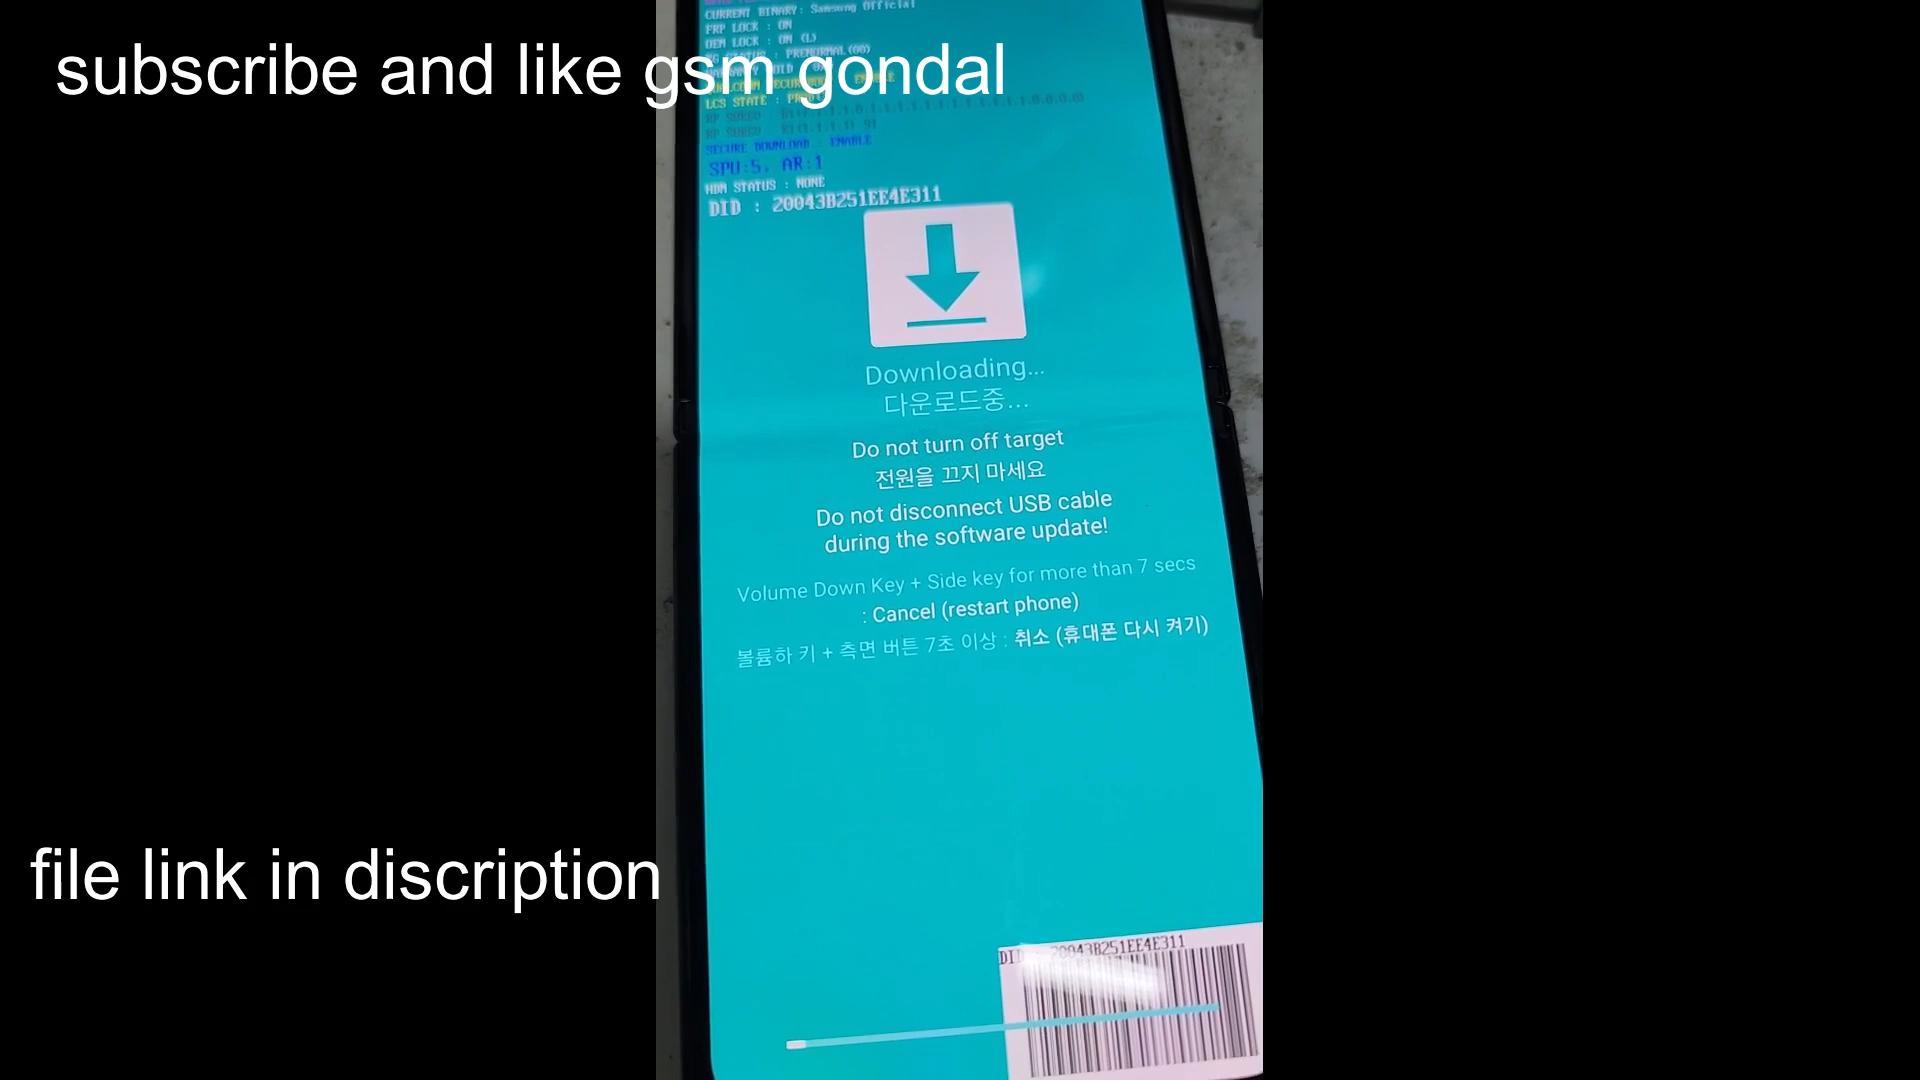 CURRENT BINARY: Samsung Official
FRP LOCK : ON
OEM LOCK : ON (L)
subscribe and like gsm gondal
LCS STATE :
SECURE DOWNLOAD : ENABLE
SPU:5, AR:1
HDM STATUS : NONE
DID : 20043B251EE4E311
Downloading...
다운로드중...
Do not turn off target
전원을 끄지 마세요
Do not disconnect USB cable
during the software update!
Volume Down Key + Side key for more than 7 secs
: Cancel (restart phone)
볼륨하 키 + 측면 버튼 7초 이상 : 취소 (휴대폰 다시 켜기)
file link in discription
DID : 20043B251EE4E311